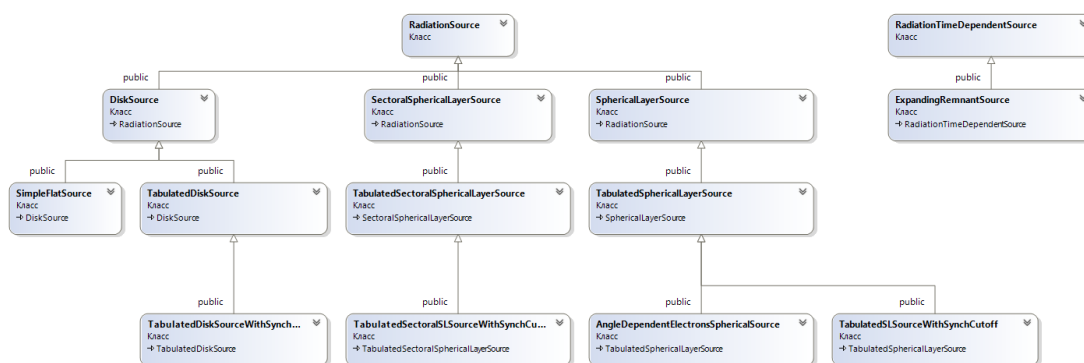 RadiationSource
Класс
RadiationTimeDependentSource
Класс
public
public
public
public
DiskSource
Класс
RadiationSource
SectoralSphericalLayerSource
Класс
RadiationSource
SphericalLayerSource
Класс
RadiationSource
ExpandingRemnantSource
Класс
RadiationTimeDependentSource
public
public
public
public
SimpleFlatSource
Класс
DiskSource
TabulatedDiskSource
Класс
DiskSource
TabulatedSectoralSphericalLayerSource
Класс
SectoralSphericalLayerSource
TabulatedSphericalLayerSource
Класс
SphericalLayerSource
public
public
public
public
TabulatedDiskSourceWithSynch...
Класс
TabulatedDiskSource
TabulatedSectoralSLSourceWithSynchCu...
Класс
TabulatedSectoralSphericalLayerSource
AngleDependentElectronsSphericalSource
Класс
TabulatedSphericalLayerSource
TabulatedSLSourceWithSynchCutoff
Класс
TabulatedSphericalLayerSource